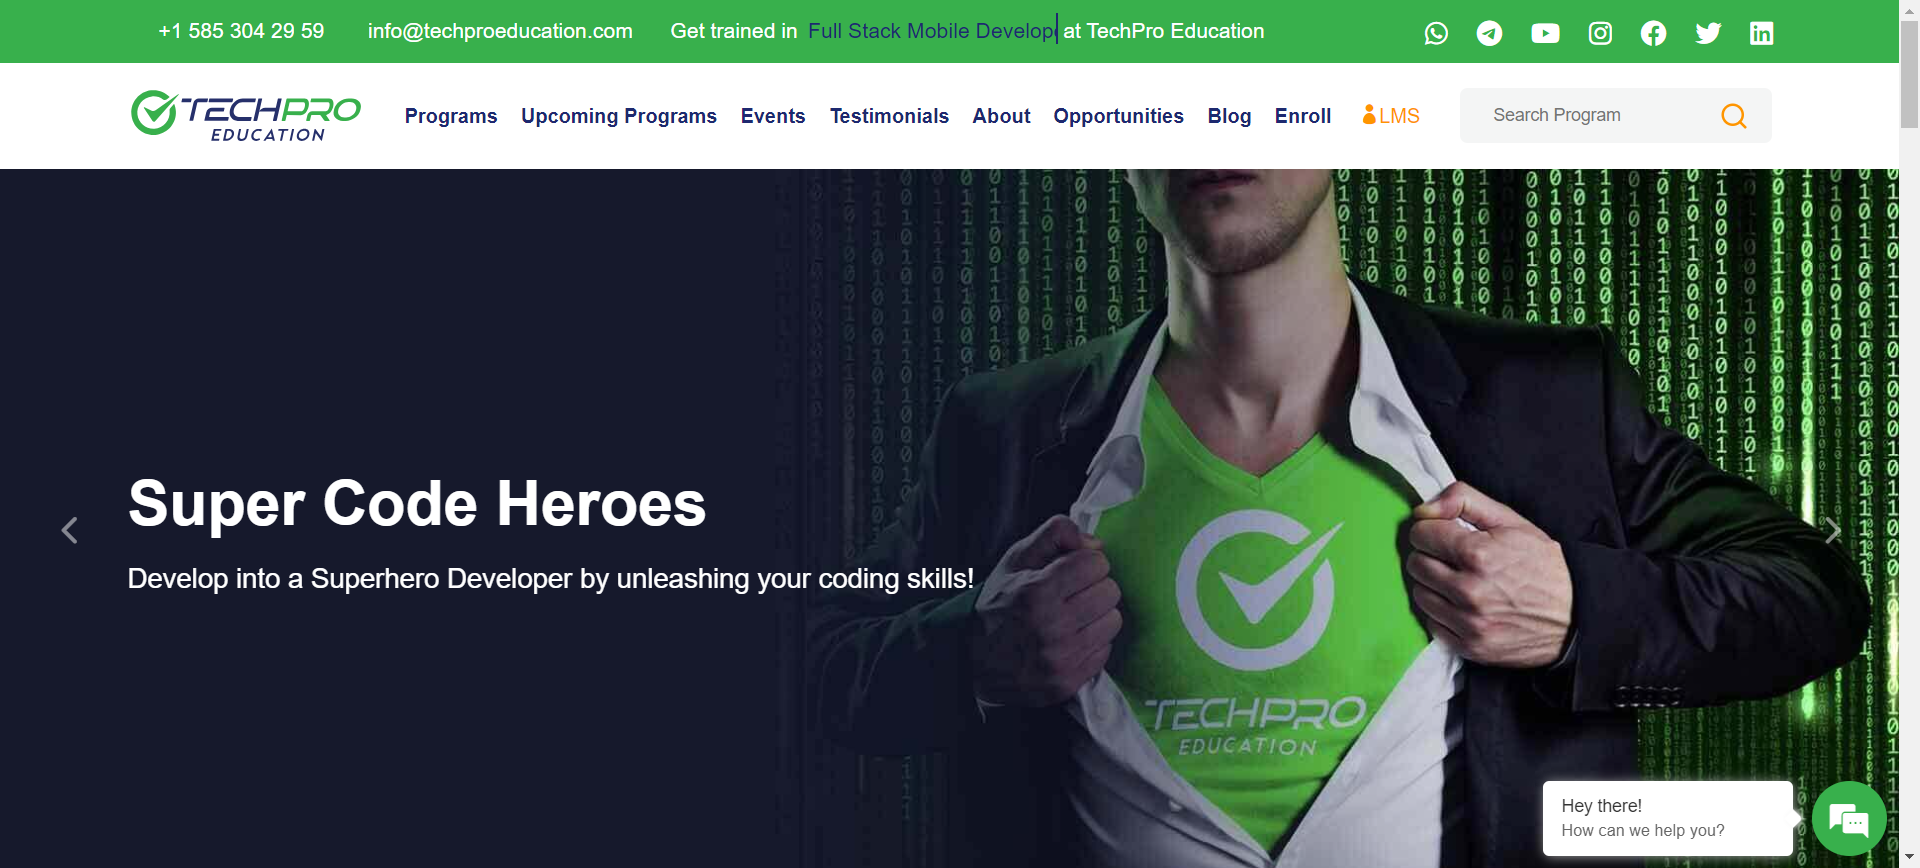 +1 585 304 29 59 info@techproeducation.com Get trained in Full Stack Mobile Develop at TechPro Education
TECHPRO
EDUCATION
Programs Upcoming Programs Events Testimonials About Opportunities Blog Enroll LMS Search Program
Super Code Heroes
Develop into a Superhero Developer by unleashing your coding skills!
TECHPRO
EDUCATION
Hey there!
How can we help you?